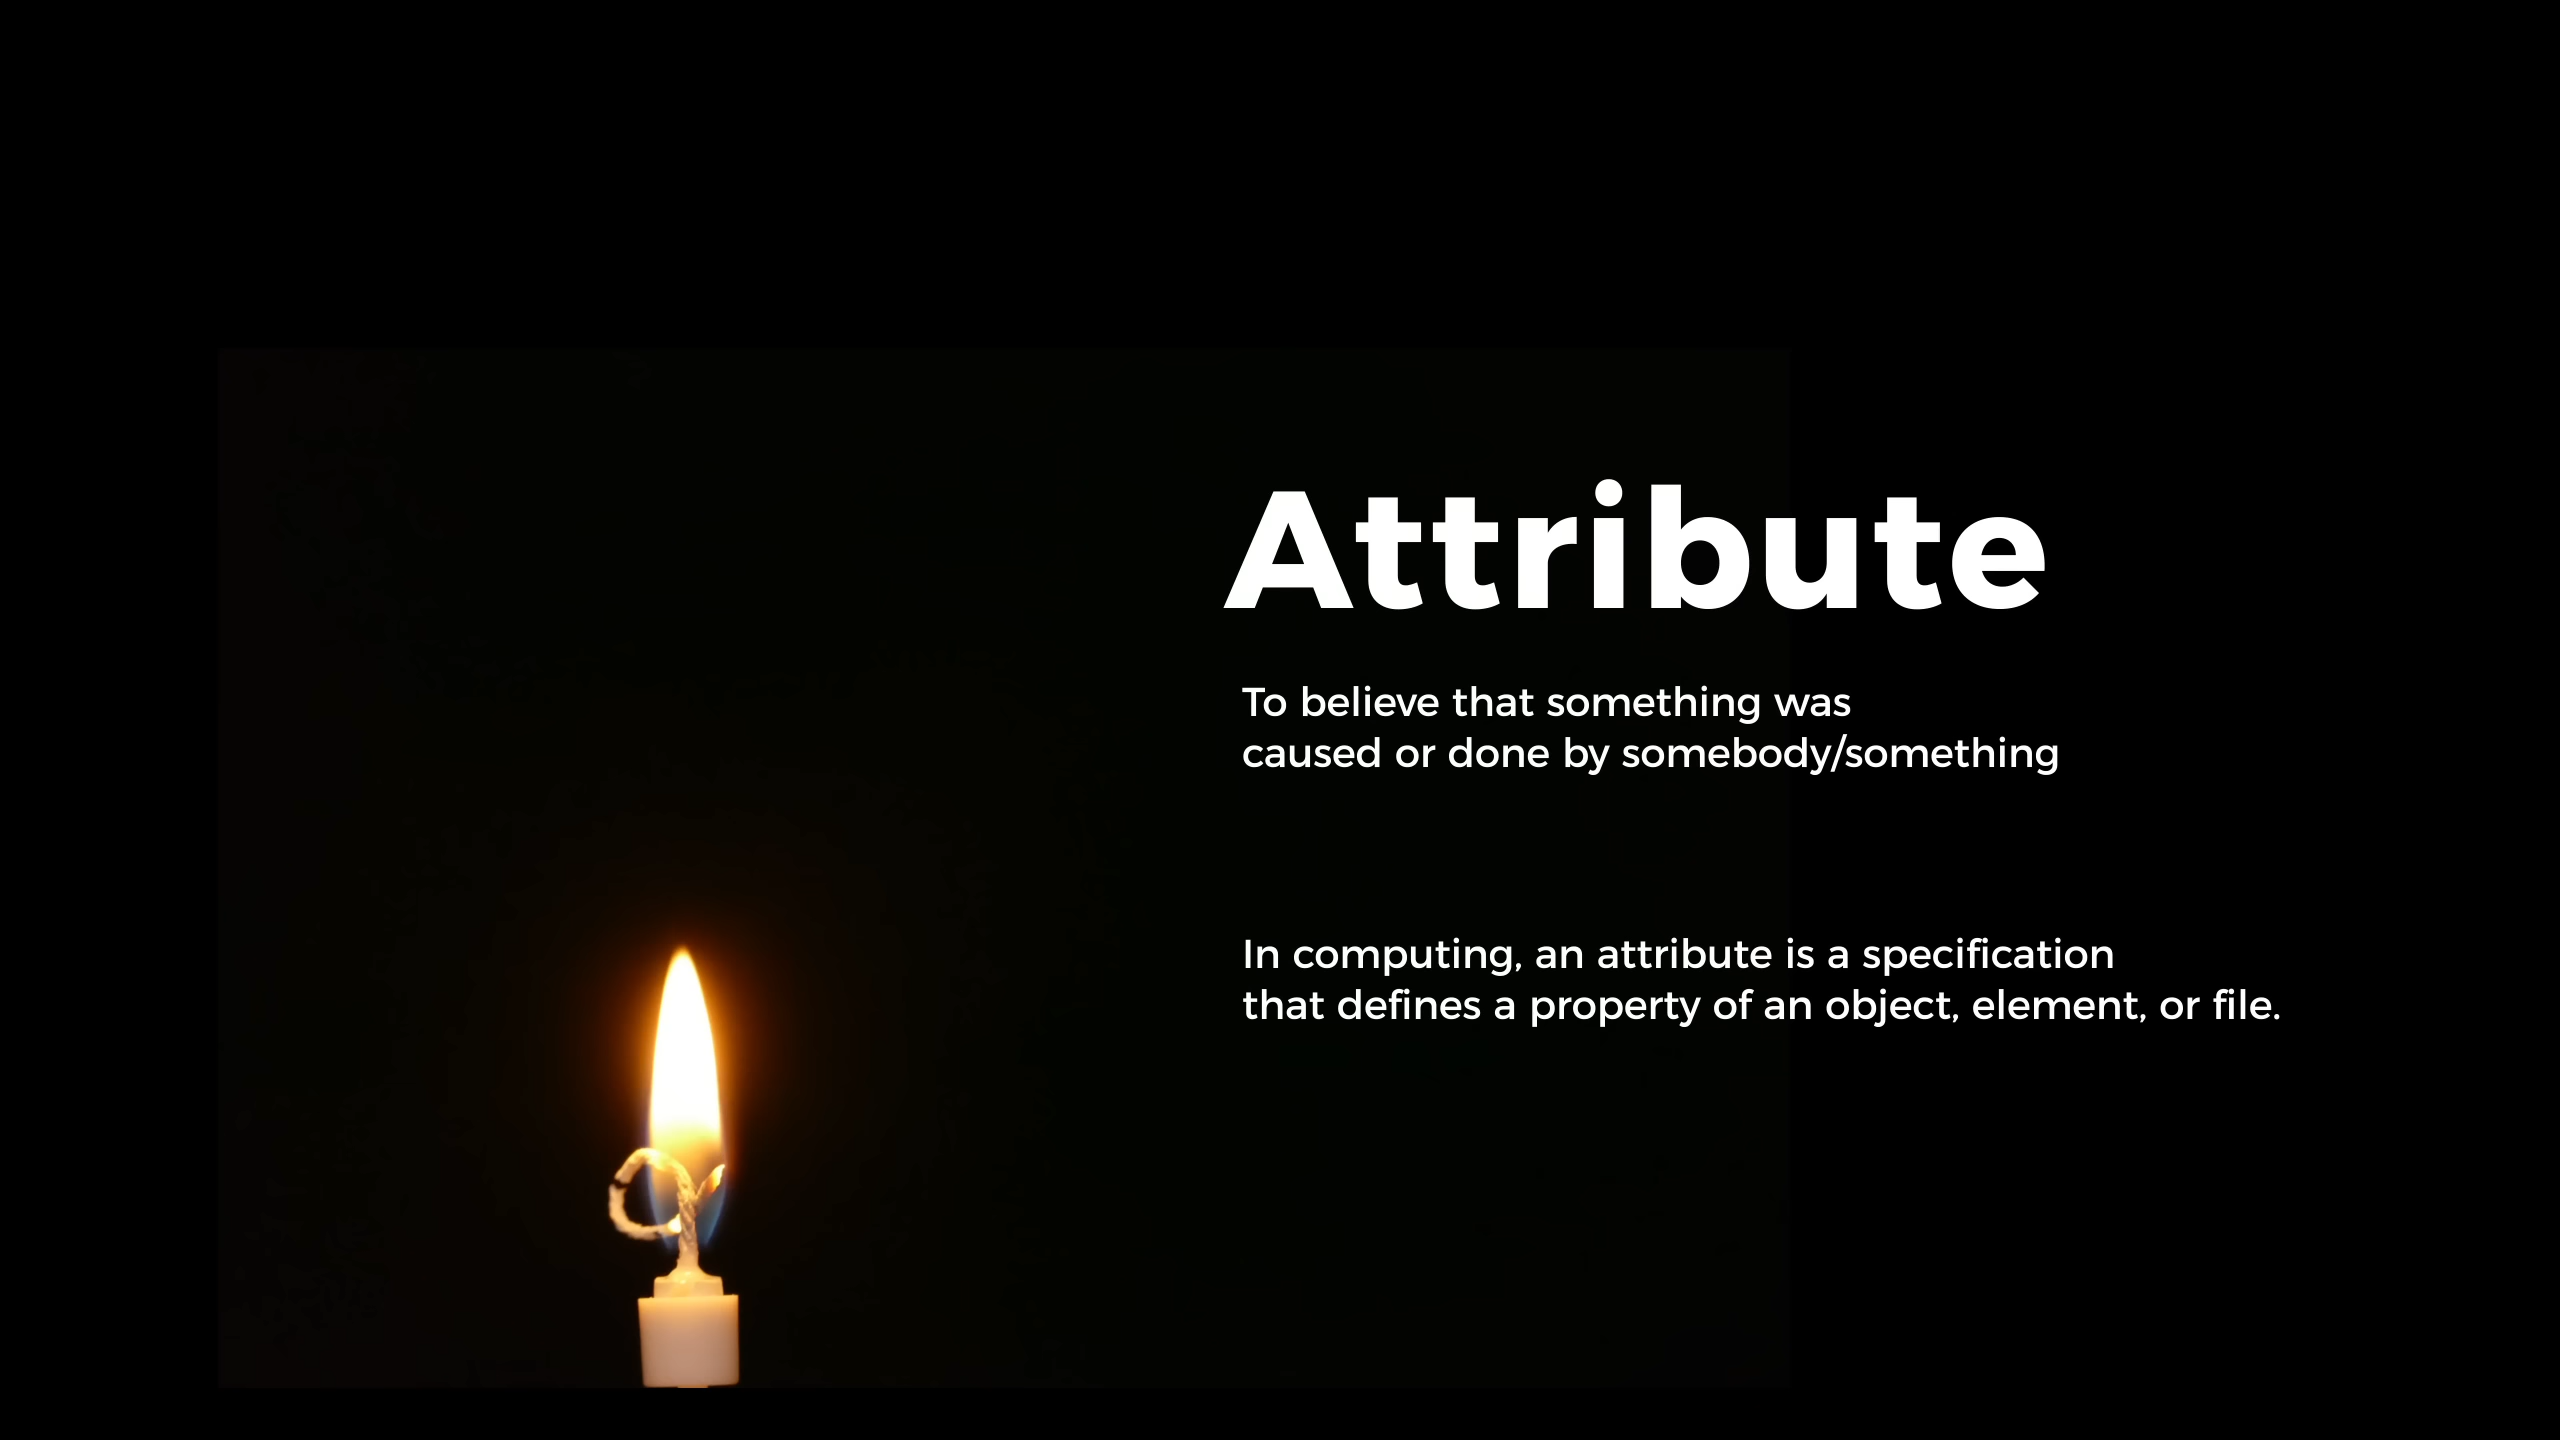 Attribute
To believe that something was
caused or done by somebody/something
In computing, an attribute is a specification
that defines a property of an object, element, or file.